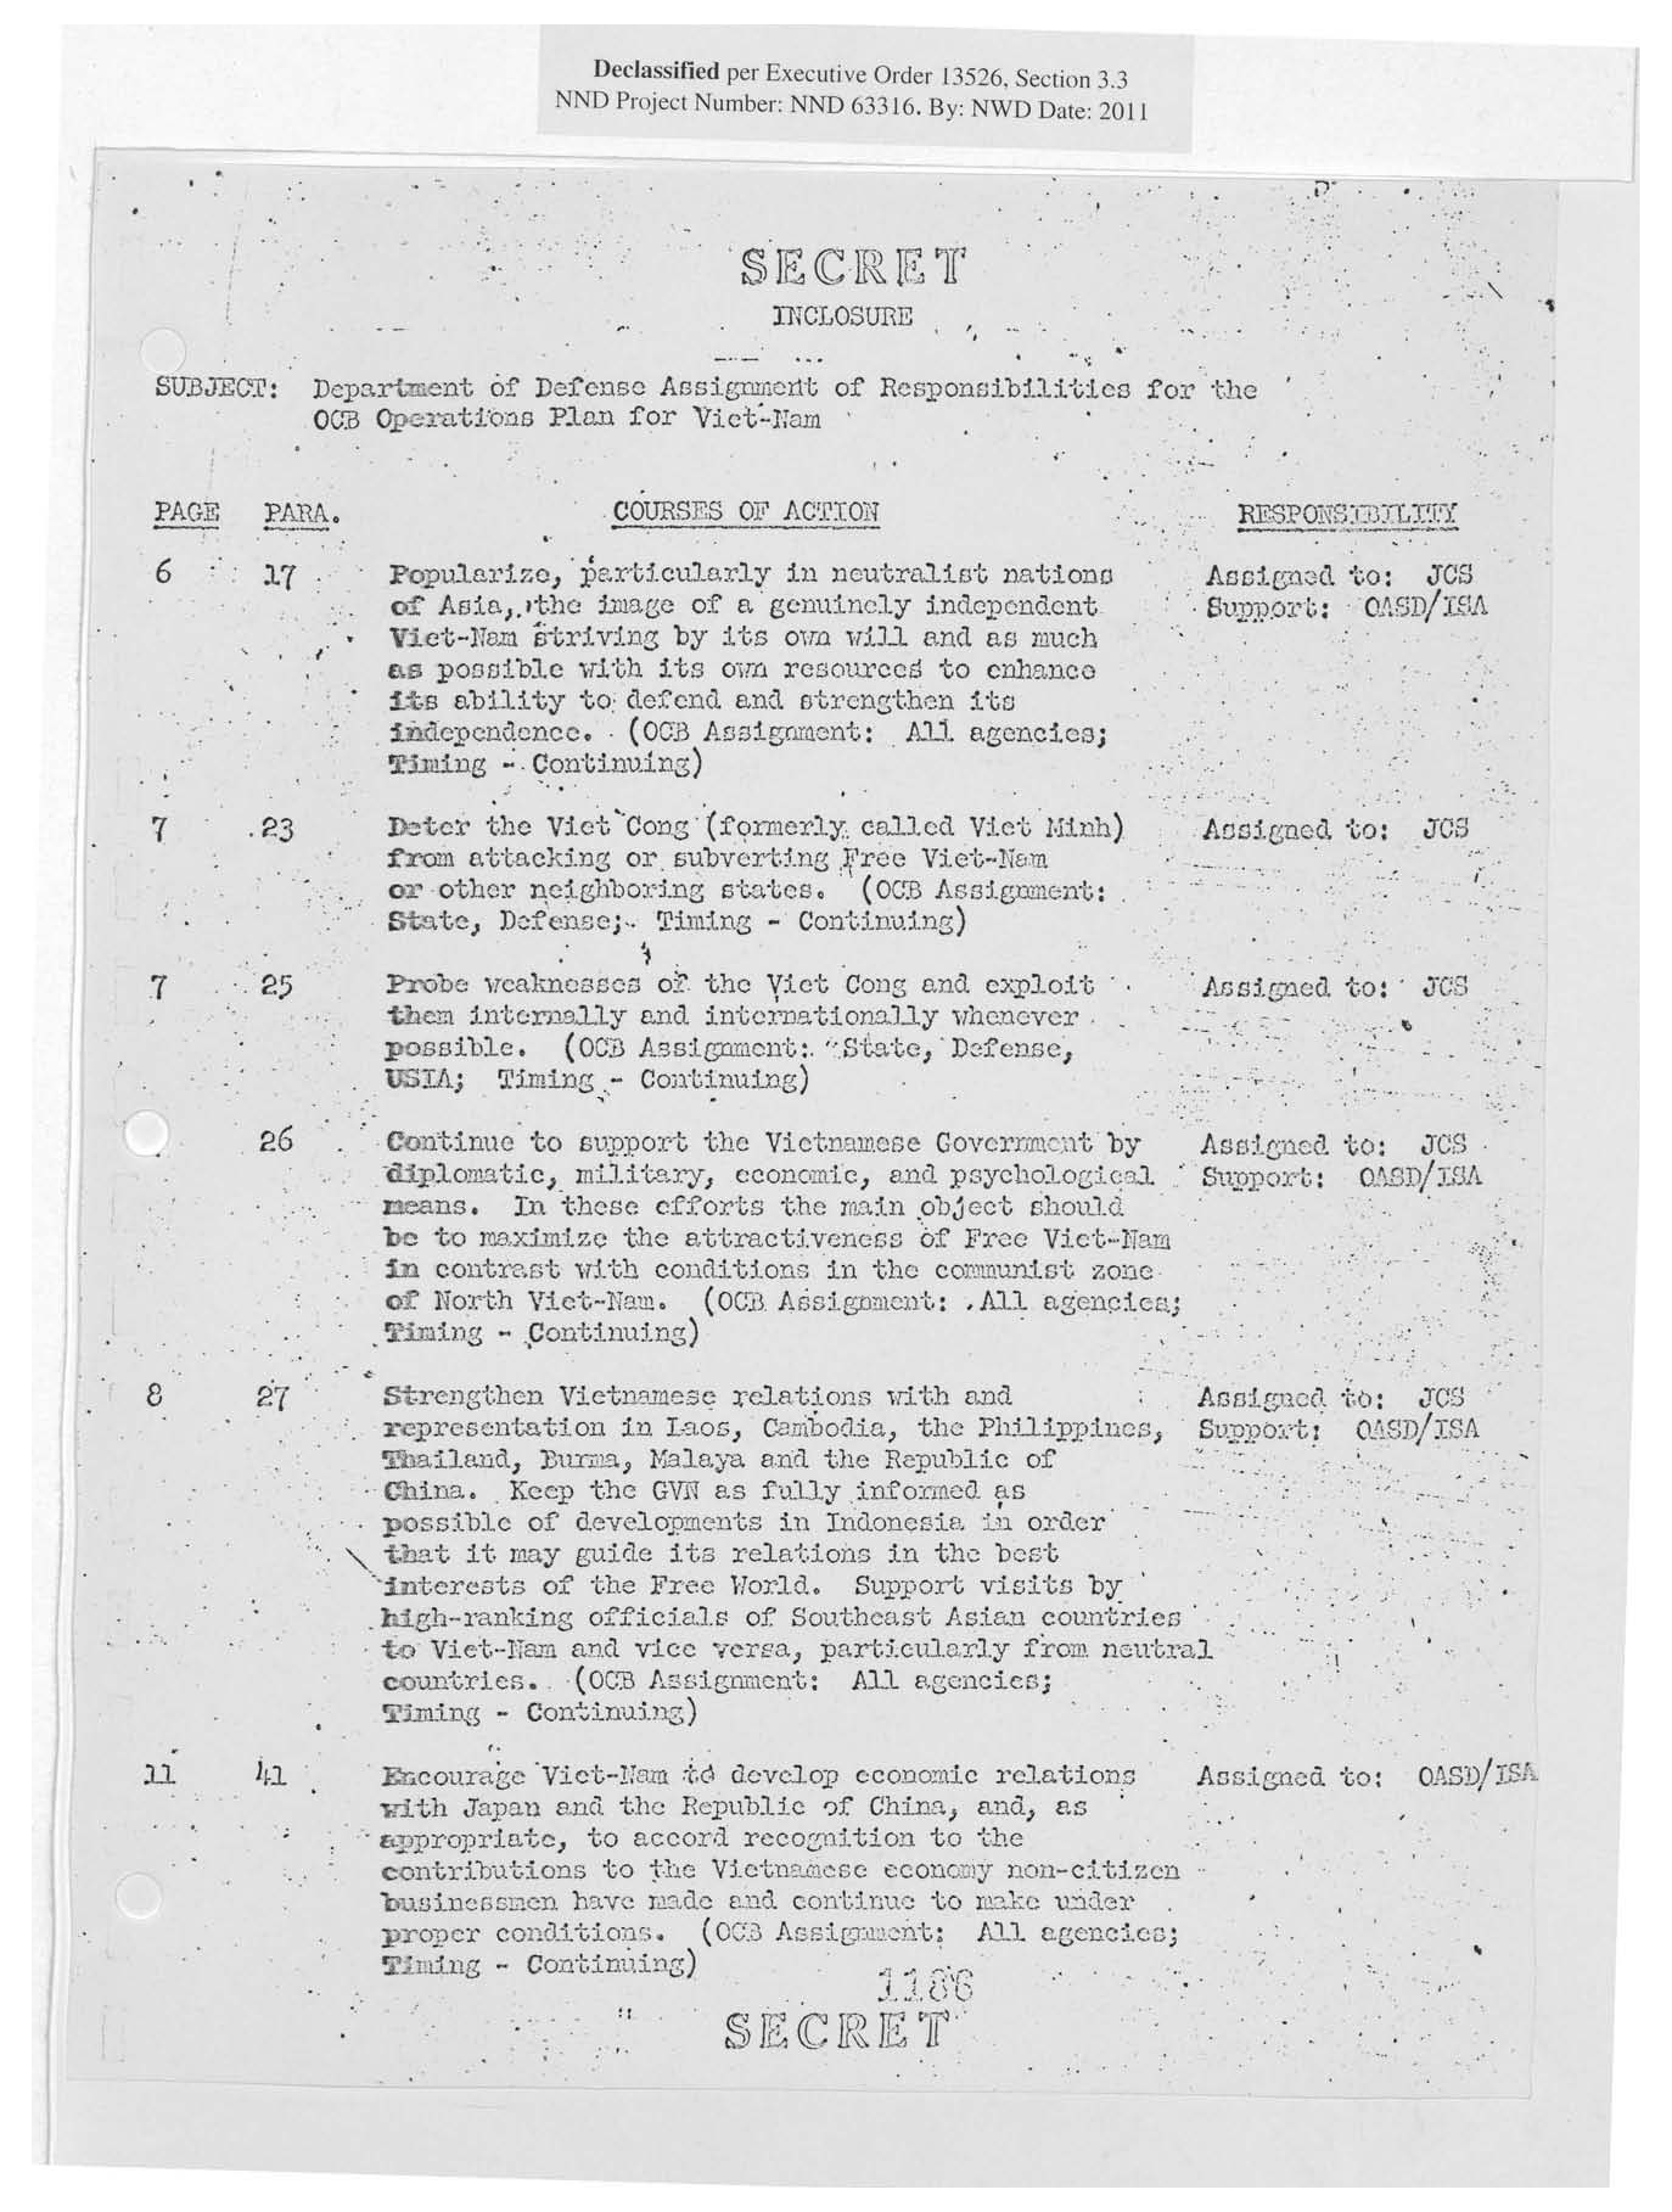 Declassified per Executive Order 13526, Section 3.3
NND Project Number: NND 63316. By: NWD Date: 2011
SECRET
INCLOSURE
SUBJECT: Department of Defense Assignment of Responsibilities for the
OCB Operations Plan for Viet-Nam
PAGE PARA. COURSES OF ACTION RESPONSIBILITY
6 17 Popularize, particularly in neutralist nations Assigned to: JCS
of Asia, the image of a genuinely independent Support: OASD/ISA
Viet-Nam striving by its own will and as much
as possible with its own resources to enhance
its ability to defend and strengthen its
independence. (OCB Assignment: All agencies;
Timing - Continuing)
7 23 Deter the Viet Cong (formerly called Viet Minh) Assigned to: JCS
from attacking or subverting Free Viet-Nam
or other neighboring states. (OCB Assignment:
State, Defense; Timing - Continuing)
7 25 Probe weaknesses of the Viet Cong and exploit Assigned to: JCS
them internally and internationally whenever
possible. (OCB Assignment: State, Defense,
USIA; Timing - Continuing)
26 Continue to support the Vietnamese Government by Assigned to: JCS
diplomatic, military, economic, and psychological Support: OASD/ISA
means. In these efforts the main object should
be to maximize the attractiveness of Free Viet-Nam
in contrast with conditions in the communist zone
of North Viet-Nam. (OCB Assignment: All agencies;
Timing - Continuing)
8 27 Strengthen Vietnamese relations with and Assigned to: JCS
representation in Laos, Cambodia, the Philippines, Support: OASD/ISA
Thailand, Burma, Malaya and the Republic of
China. Keep the GVN as fully informed as
possible of developments in Indonesia in order
that it may guide its relations in the best
interests of the Free World. Support visits by
high-ranking officials of Southeast Asian countries
to Viet-Nam and vice versa, particularly from neutral
countries. (OCB Assignment: All agencies;
Timing - Continuing)
11 41 Encourage Viet-Nam to develop economic relations Assigned to: OASD/ISA
with Japan and the Republic of China, and, as
appropriate, to accord recognition to the
contributions to the Vietnamese economy non-citizen
businessmen have made and continue to make under
proper conditions. (OCB Assignment: All agencies;
Timing - Continuing)
1186
SECRET